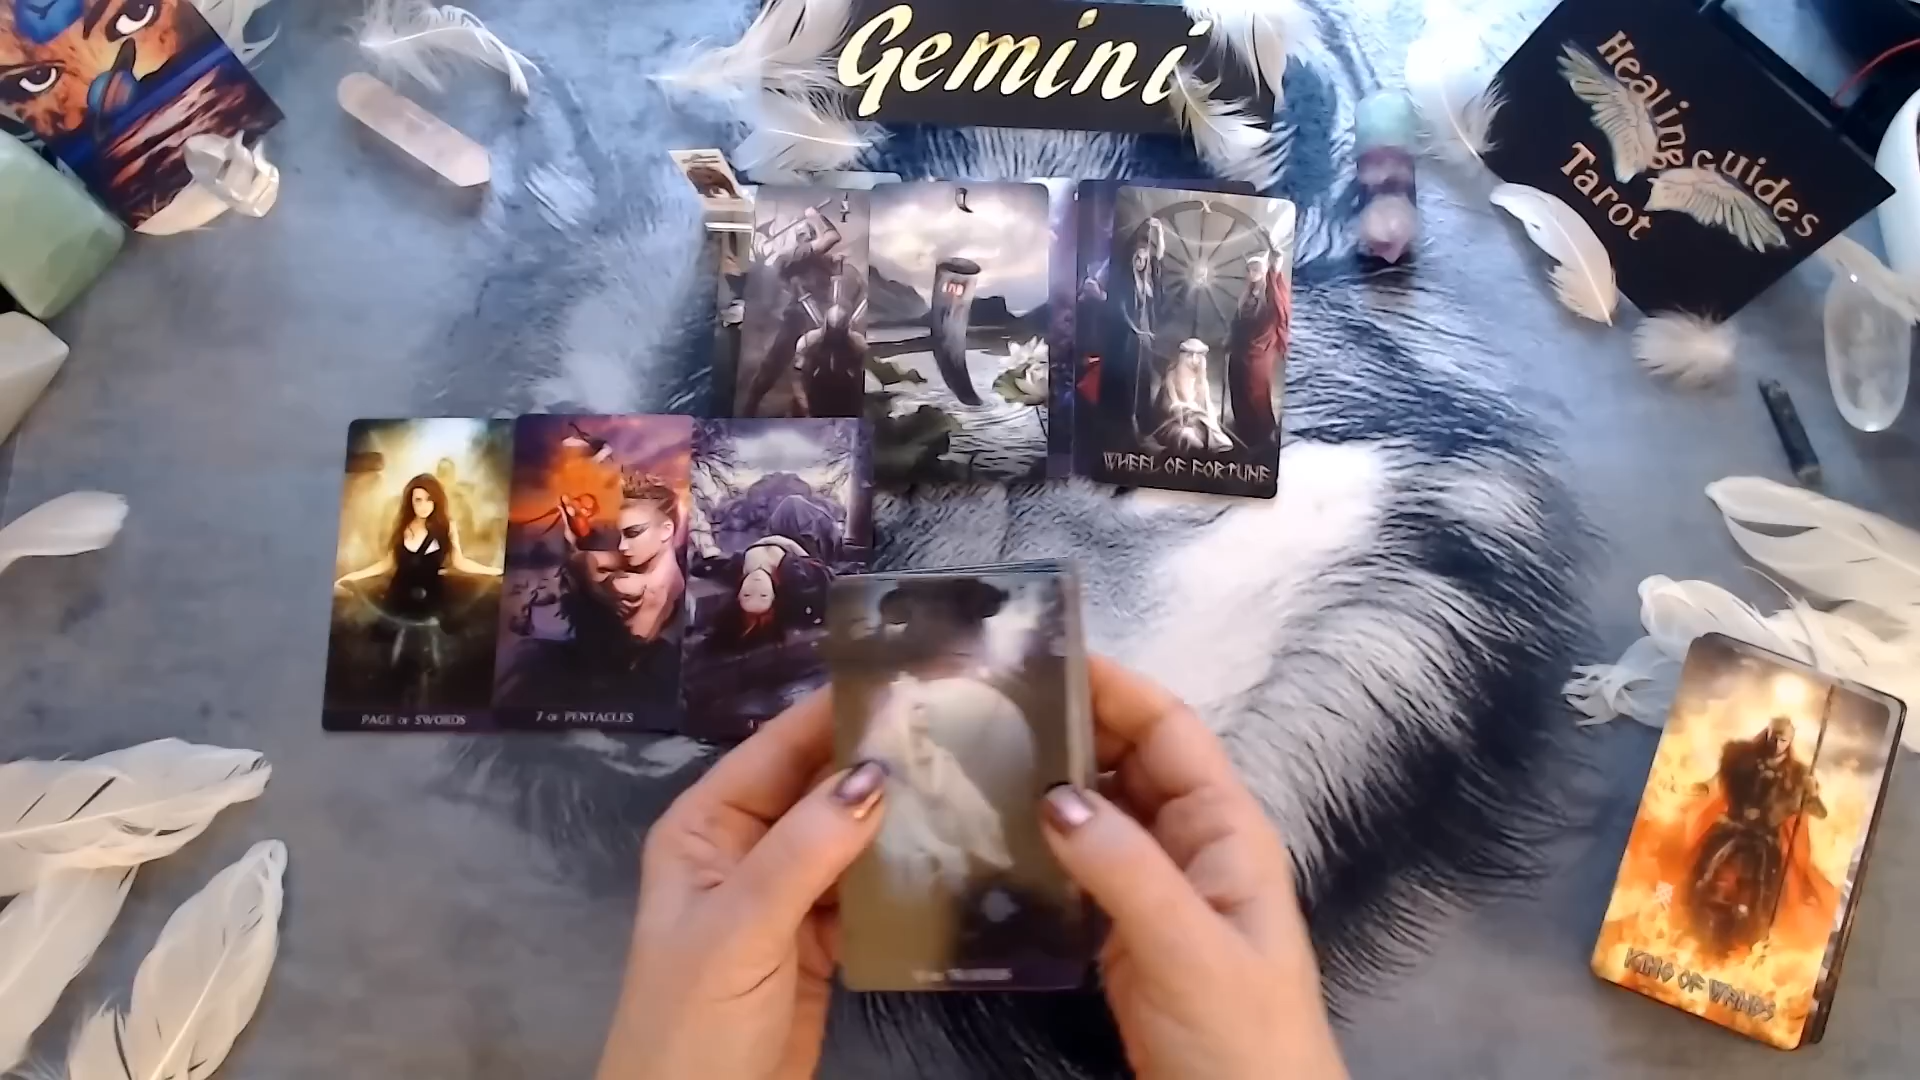 Gemini
Healing Guides
Tarot
X
WHEEL OF FORTUNE
PAGE OF SWORDS
7 OF PENTACLES
KING OF WANDS